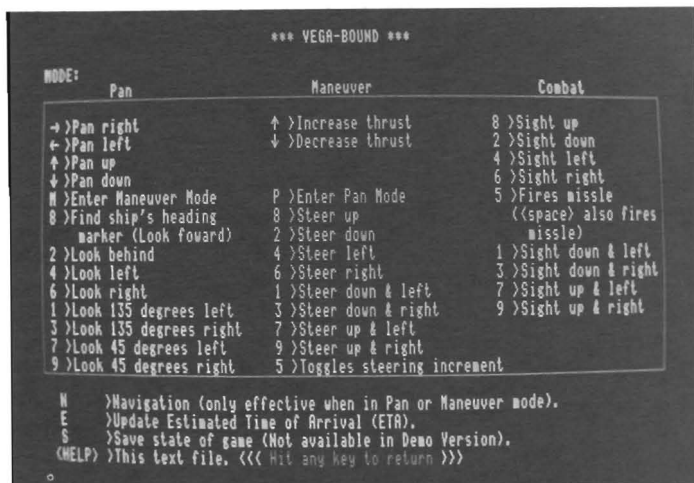 *** VEGA-BOUND ***
MODE:
Pan Maneuver Combat
→ >Pan right ↑ >Increase thrust 8 >Sight up
← >Pan left ↓ >Decrease thrust 2 >Sight down
↑ >Pan up 4 >Sight left
↓ >Pan down 6 >Sight right
M >Enter Maneuver Mode P >Enter Pan Mode 5 >Fires missle
8 >Find ship's heading 8 >Steer up (<space> also fires
marker (Look foward) 2 >Steer down missle)
2 >Look behind 4 >Steer left 1 >Sight down & left
4 >Look left 6 >Steer right 3 >Sight down & right
6 >Look right 1 >Steer down & left 7 >Sight up & left
1 >Look 135 degrees left 3 >Steer down & right 9 >Sight up & right
3 >Look 135 degrees right 7 >Steer up & left
7 >Look 45 degrees left 9 >Steer up & right
9 >Look 45 degrees right 5 >Toggles steering increment
N >Navigation (only effective when in Pan or Maneuver mode).
E >Update Estimated Time of Arrival (ETA).
S >Save state of game (Not available in Demo Version).
<HELP> >This text file. <<< Hit any key to return >>>